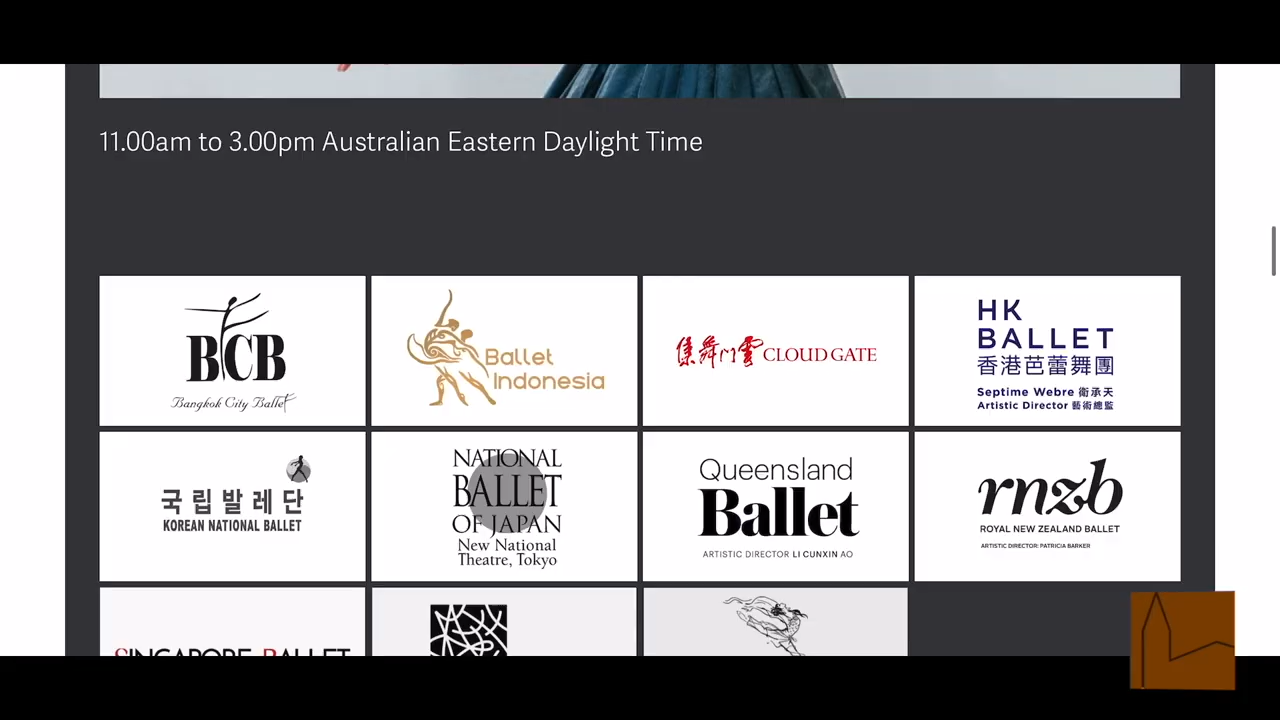 11.00am to 3.00pm Australian Eastern Daylight Time
BCB
Bangkok City Ballet
Ballet
Indonesia
集舞門雲 CLOUD GATE
HK
BALLET
香港芭蕾舞團
Septime Webre 衛承天
Artistic Director 藝術總監
국립발레단
KOREAN NATIONAL BALLET
NATIONAL
BALLET
OF JAPAN
New National
Theatre, Tokyo
Queensland
Ballet
ARTISTIC DIRECTOR LI CUNXIN AO
rnzb
ROYAL NEW ZEALAND BALLET
ARTISTIC DIRECTOR: PATRICIA BARKER
SINGAPORE BALLET